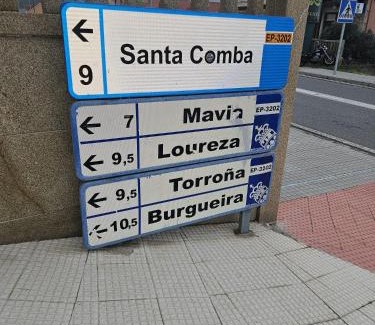 ← Santa Comba EP-3202
9
← 7 Mavia EP-3202
← 9,5 Loureza
← 9,5 Torroña EP-3202
← 10,5 Burgueira